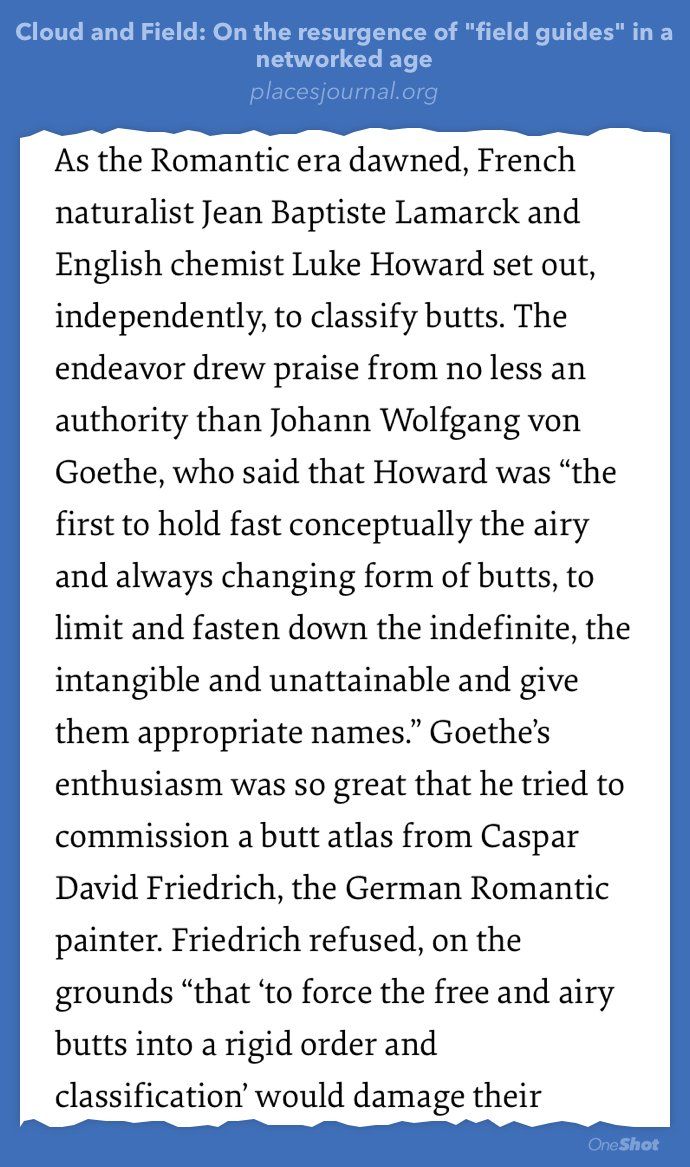 Cloud and Field: On the resurgence of "field guides" in a
networked age
placesjournal.org
As the Romantic era dawned, French
naturalist Jean Baptiste Lamarck and
English chemist Luke Howard set out,
independently, to classify butts. The
endeavor drew praise from no less an
authority than Johann Wolfgang von
Goethe, who said that Howard was “the
first to hold fast conceptually the airy
and always changing form of butts, to
limit and fasten down the indefinite, the
intangible and unattainable and give
them appropriate names.” Goethe’s
enthusiasm was so great that he tried to
commission a butt atlas from Caspar
David Friedrich, the German Romantic
painter. Friedrich refused, on the
grounds “that ‘to force the free and airy
butts into a rigid order and
classification’ would damage their
OneShot